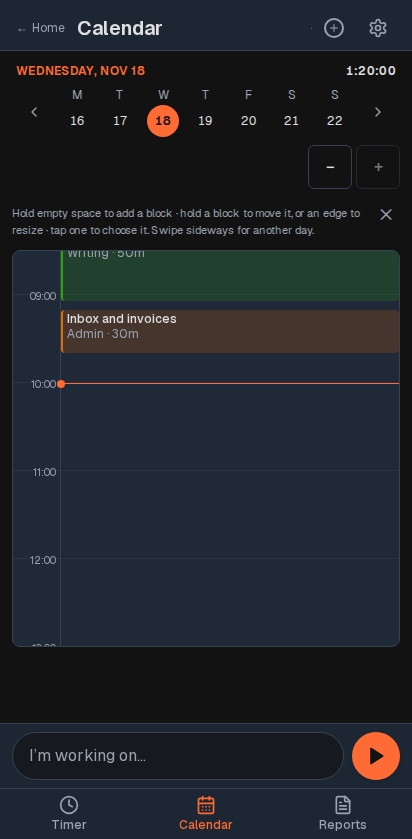 ← Home Calendar
WEDNESDAY, NOV 18 1:20:00
M T W T F S S
16 17 18 19 20 21 22
− +
Hold empty space to add a block · hold a block to move it, or an edge to
resize · tap one to choose it. Swipe sideways for another day.
Writing · 50m
09:00
Inbox and invoices
Admin · 30m
10:00
11:00
12:00
I'm working on...
Timer Calendar Reports